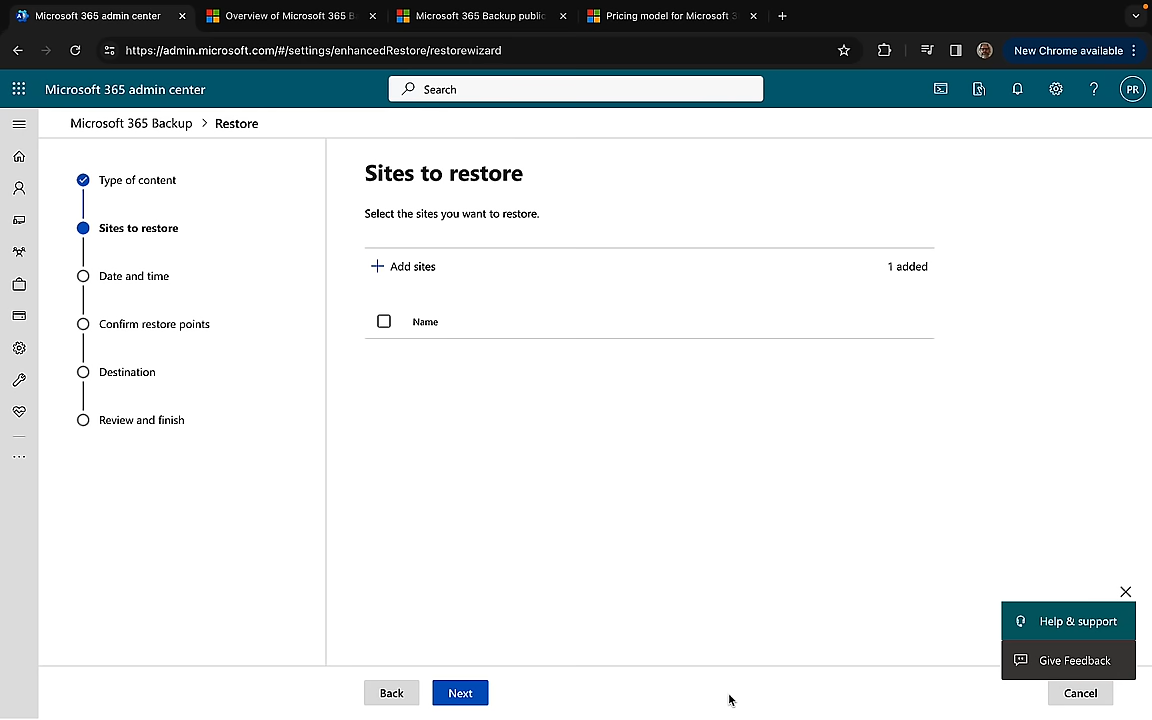 Microsoft 365 admin center
Overview of Microsoft 365 B
Microsoft 365 Backup public
Pricing model for Microsoft 3
https://admin.microsoft.com/#/settings/enhancedRestore/restorewizard
New Chrome available
Microsoft 365 admin center
Search
PR
Microsoft 365 Backup > Restore
Type of content
Sites to restore
Date and time
Confirm restore points
Destination
Review and finish
Sites to restore
Select the sites you want to restore.
Add sites
1 added
Name
Help & support
Give Feedback
Back
Next
Cancel